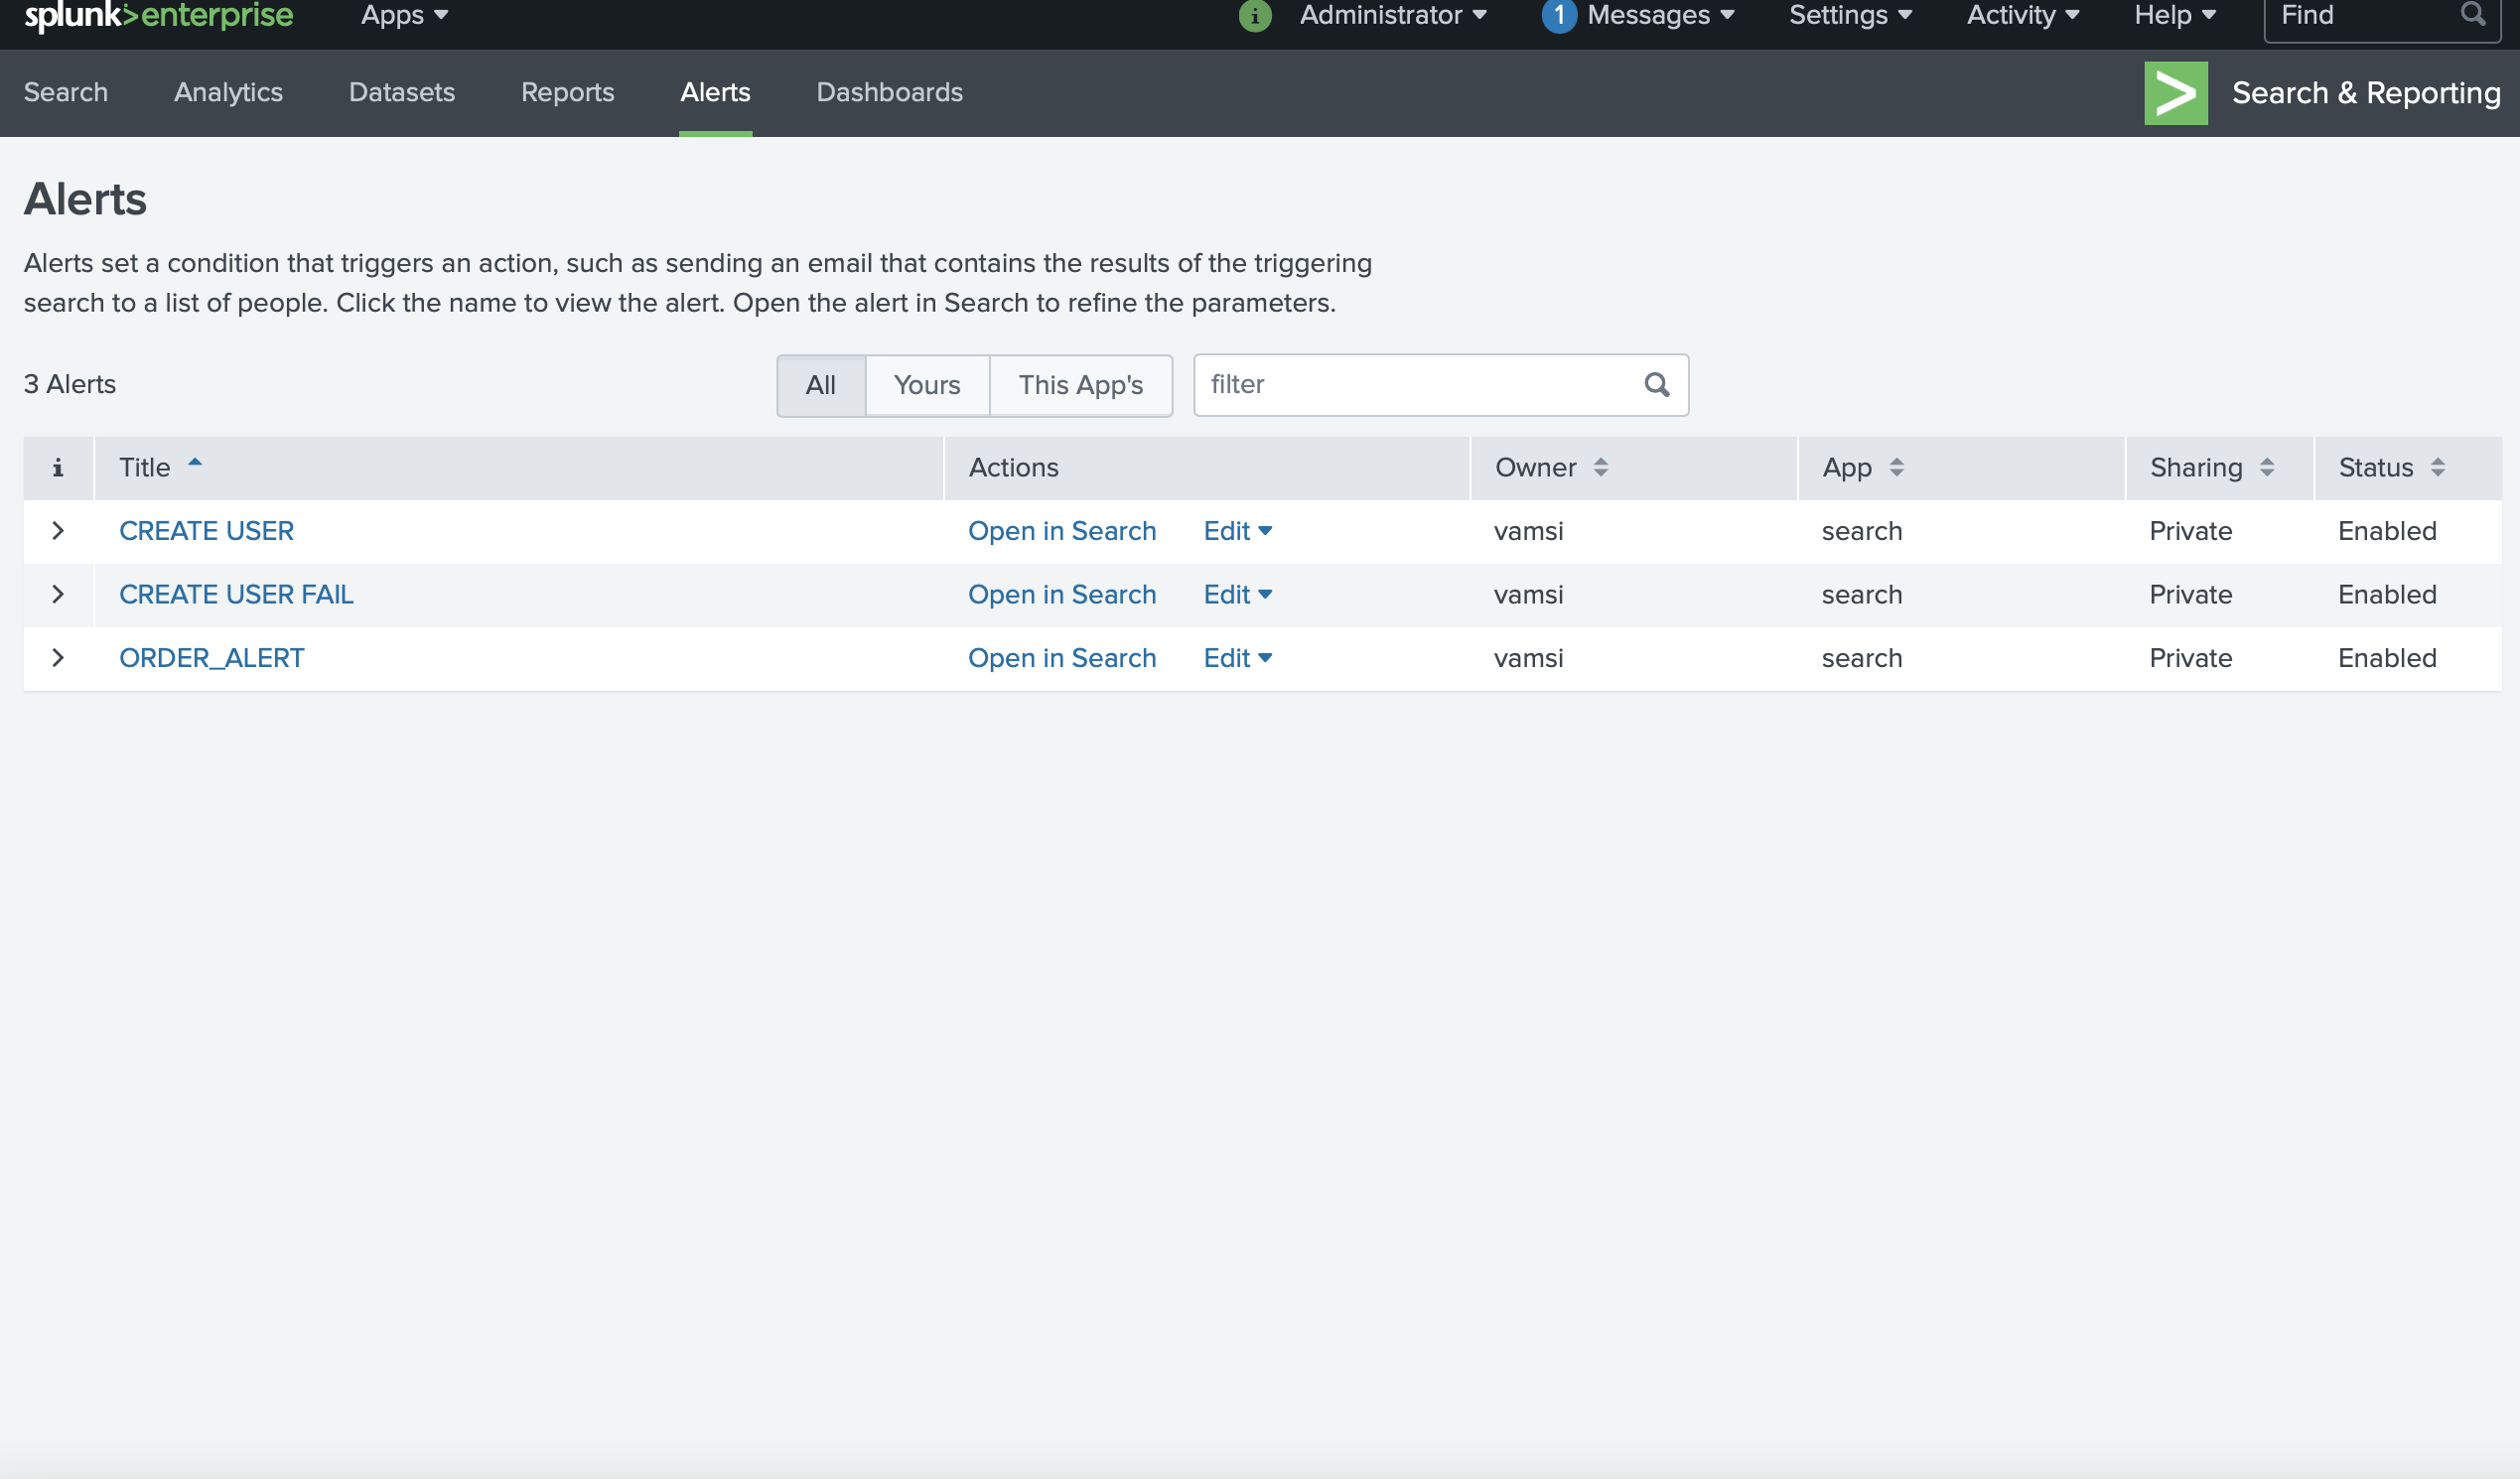 splunk>enterprise Apps i Administrator 1 Messages Settings Activity Help Find
Search Analytics Datasets Reports Alerts Dashboards > Search & Reporting
Alerts
Alerts set a condition that triggers an action, such as sending an email that contains the results of the triggering
search to a list of people. Click the name to view the alert. Open the alert in Search to refine the parameters.
3 Alerts All Yours This App's filter
i Title Actions Owner App Sharing Status
CREATE USER Open in Search Edit vamsi search Private Enabled
CREATE USER FAIL Open in Search Edit vamsi search Private Enabled
ORDER_ALERT Open in Search Edit vamsi search Private Enabled